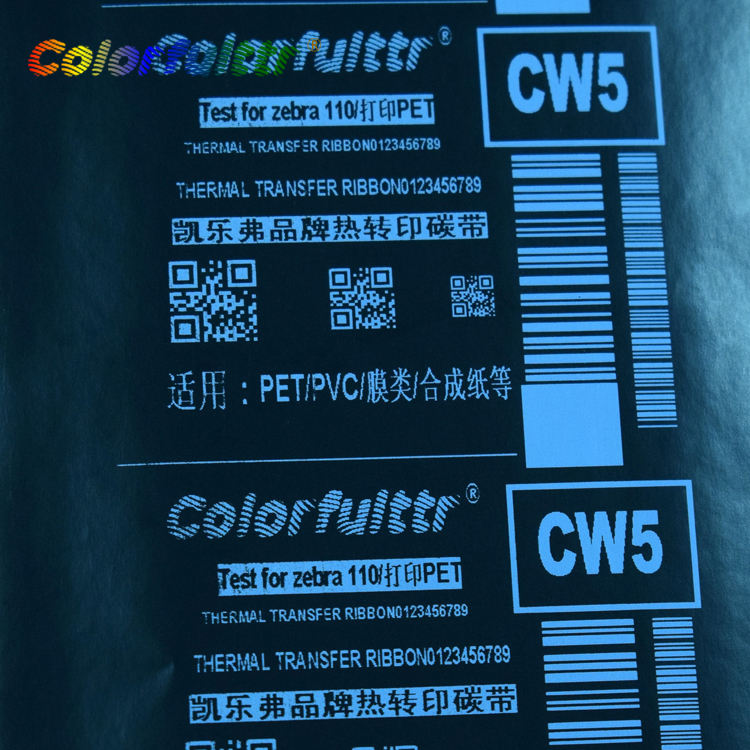 Colorfulttr®
Color
Test for zebra 110/打印PET
CW5
THERMAL TRANSFER RIBBON0123456789
THERMAL TRANSFER RIBBON0123456789
凯乐弗品牌热转印碳带
适用：PET/PVC/膜类/合成纸等
Colorfulttr®
CW5
Test for zebra 110/打印PET
THERMAL TRANSFER RIBBON0123456789
THERMAL TRANSFER RIBBON0123456789
凯乐弗品牌热转印碳带